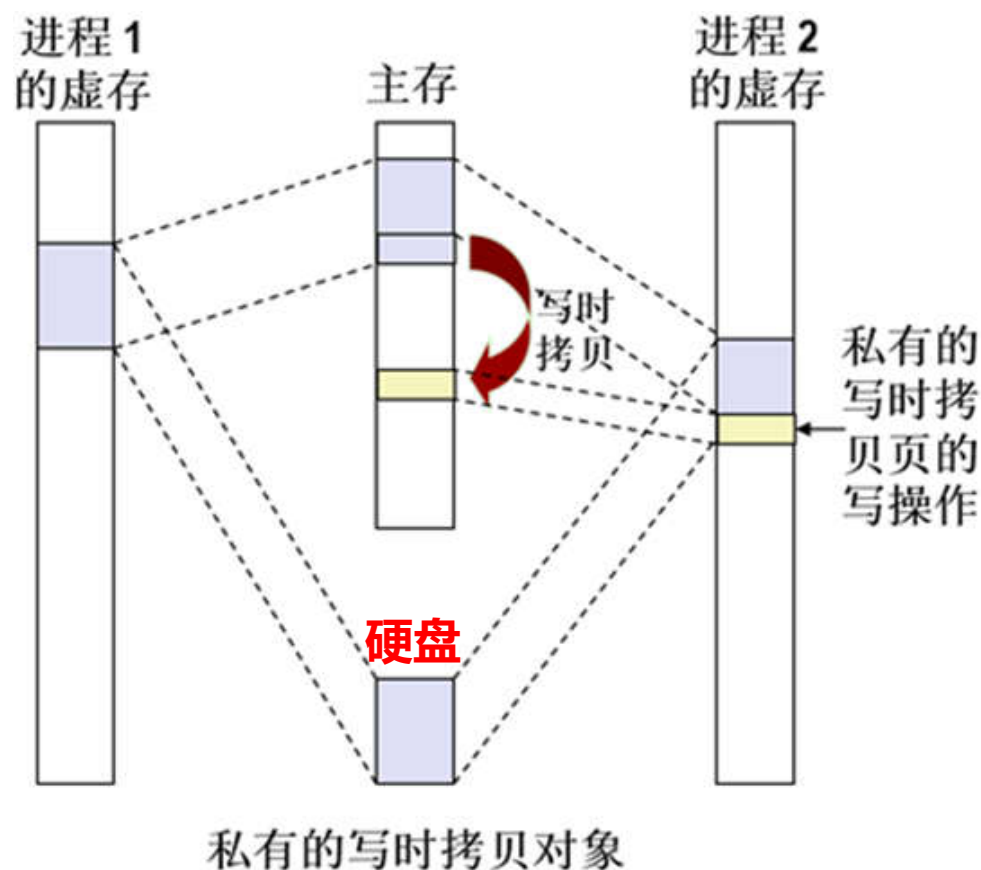 进程 1
的虚存
主存
进程 2
的虚存
写时
拷贝
私有的
写时拷
贝页的
写操作
硬盘
私有的写时拷贝对象